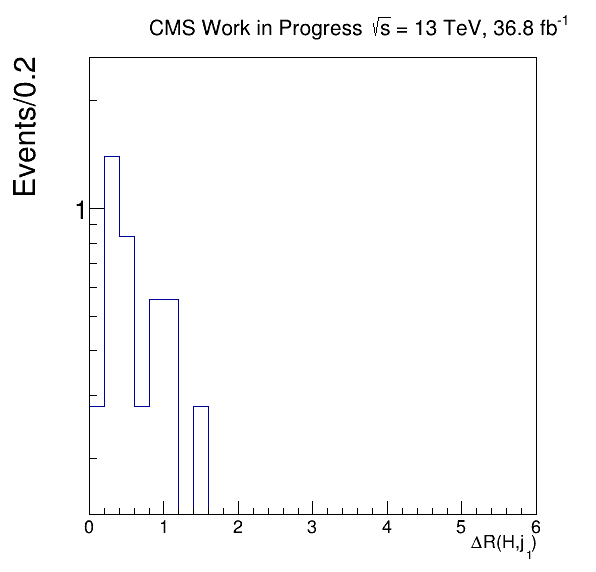 CMS Work in Progress √s = 13 TeV, 36.8 fb⁻¹
Events/0.2
1
0 1 2 3 4 5 6
ΔR(H,j₁)